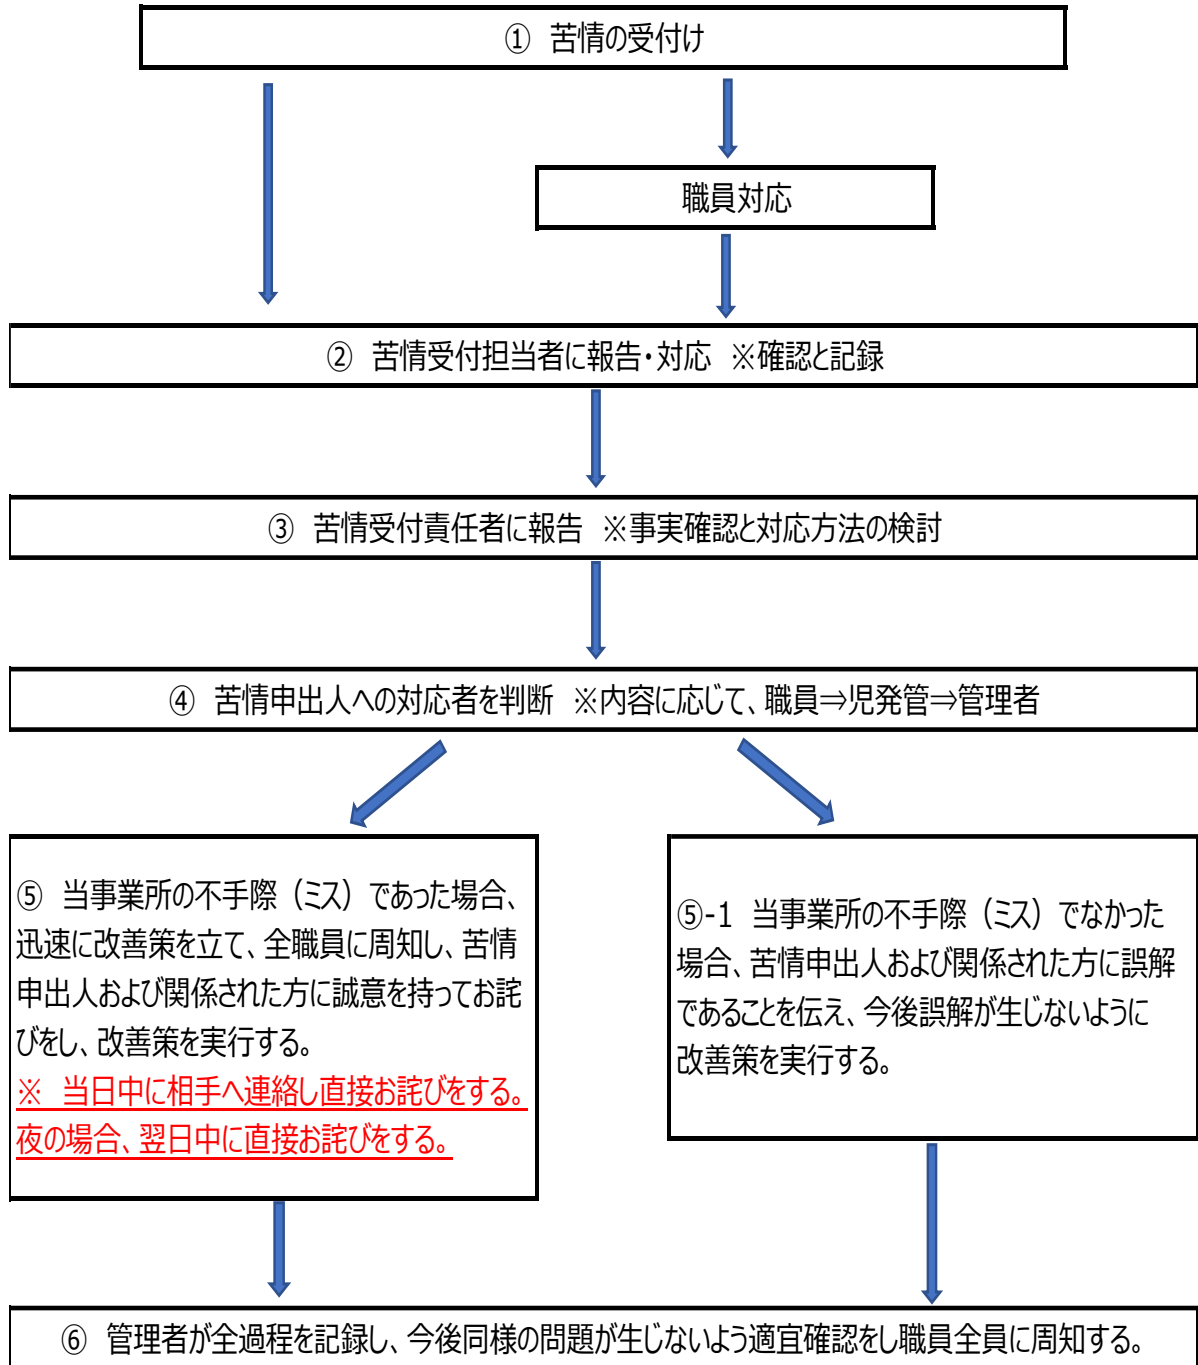 ① 苦情の受付け
職員対応
② 苦情受付担当者に報告・対応 ※確認と記録
③ 苦情受付責任者に報告 ※事実確認と対応方法の検討
④ 苦情申出人への対応者を判断 ※内容に応じて、職員⇒児発管⇒管理者
⑤ 当事業所の不手際（ミス）であった場合、
迅速に改善策を立て、全職員に周知し、苦情
申出人および関係された方に誠意を持ってお詫
びをし、改善策を実行する。
※ 当日中に相手へ連絡し直接お詫びをする。
夜の場合、翌日中に直接お詫びをする。
⑤-1 当事業所の不手際（ミス）でなかった
場合、苦情申出人および関係された方に誤解
であることを伝え、今後誤解が生じないように
改善策を実行する。
⑥ 管理者が全過程を記録し、今後同様の問題が生じないよう適宜確認をし職員全員に周知する。